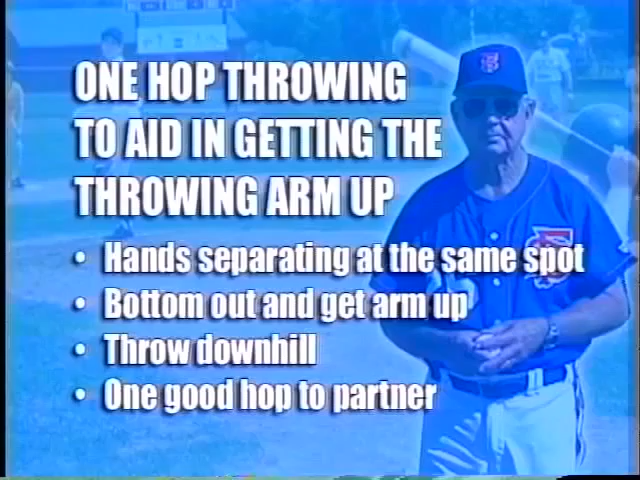 ONE HOP THROWING
TO AID IN GETTING THE
THROWING ARM UP
• Hands separating at the same spot
• Bottom out and get arm up
• Throw downhill
• One good hop to partner